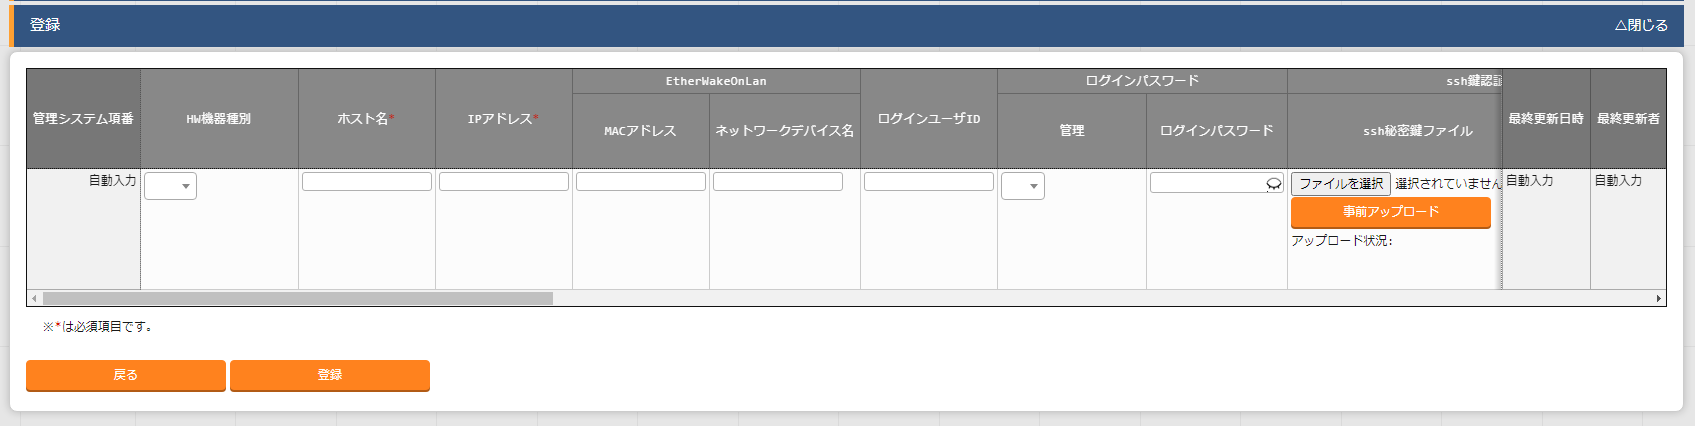 登録
△閉じる
EtherWakeOnLan
ログインパスワード
ssh鍵認
管理システム項番
HW機器種別
ホスト名*
IPアドレス*
MACアドレス
ネットワークデバイス名
ログインユーザID
管理
ログインパスワード
ssh秘密鍵ファイル
最終更新日時
最終更新者
自動入力
ファイルを選択 選択されていません
自動入力
自動入力
事前アップロード
アップロード状況:
※*は必須項目です。
戻る
登録